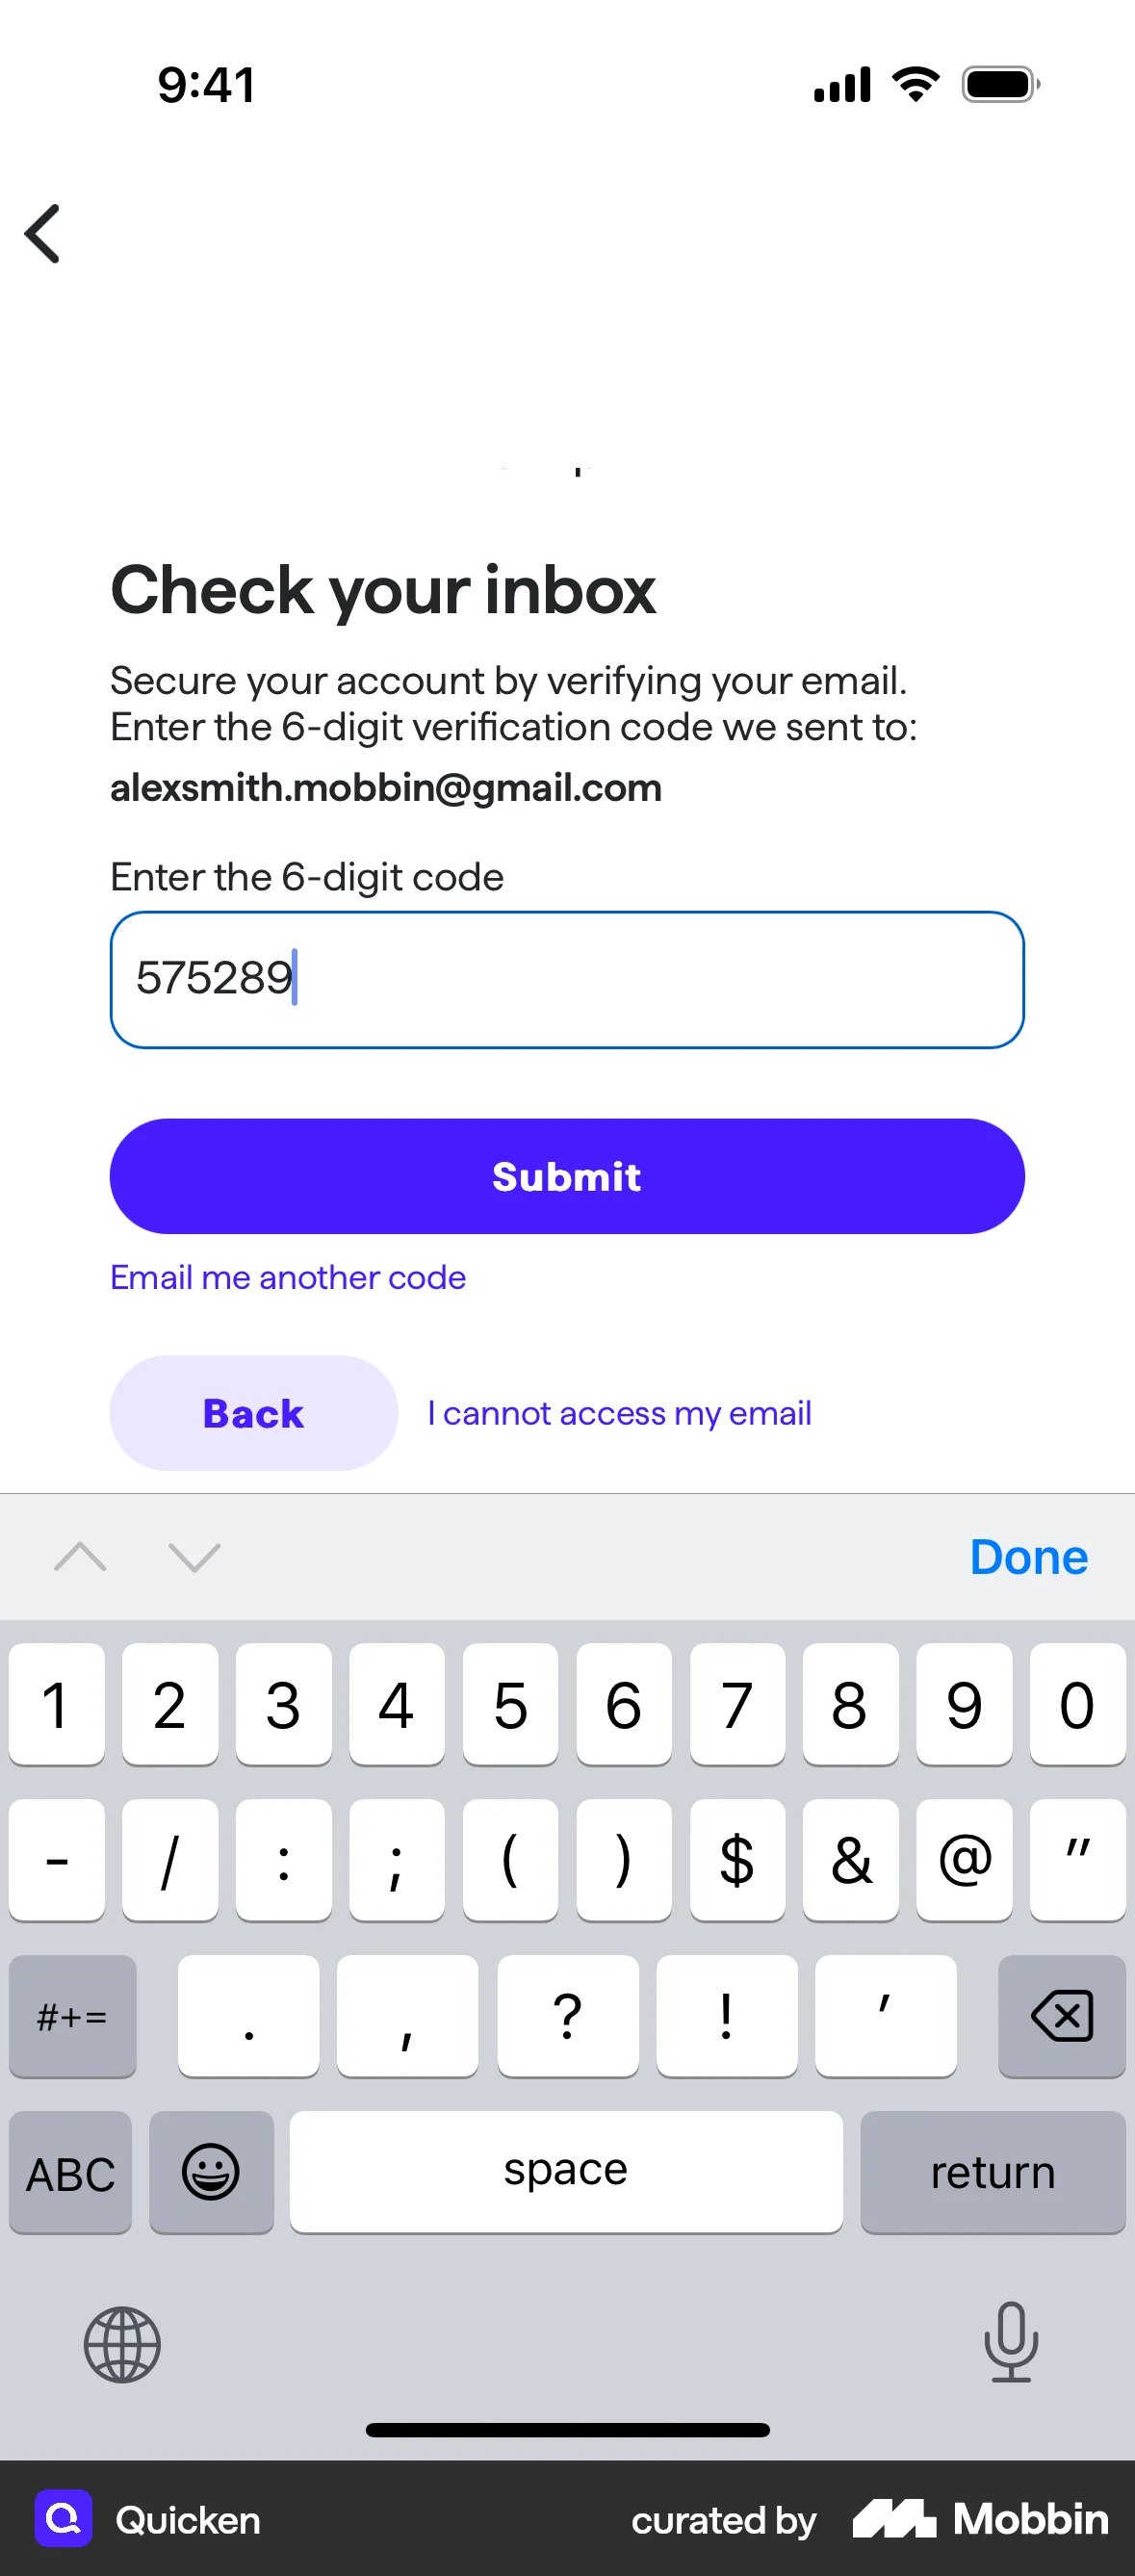 9:41
Check your inbox
Secure your account by verifying your email.
Enter the 6-digit verification code we sent to:
alexsmith.mobbin@gmail.com
Enter the 6-digit code
575289
Submit
Email me another code
Back I cannot access my email
Done
1 2 3 4 5 6 7 8 9 0
- / : ; ( ) $ & @ "
#+= . , ? ! '
ABC space return
Quicken curated by Mobbin